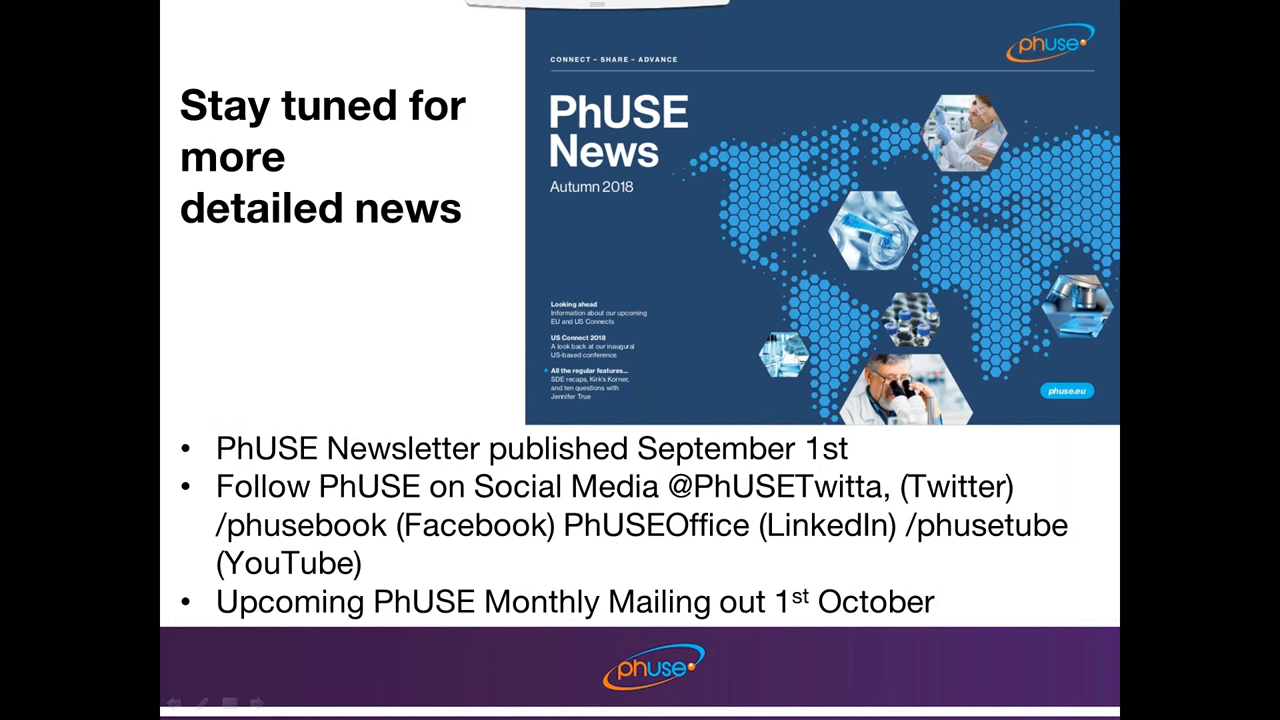 Stay tuned for
more
detailed news
CONNECT – SHARE – ADVANCE
phuse
PhUSE
News
Autumn 2018
Looking ahead
Information about our upcoming
EU and US Connects
US Connect 2018
A look back at our inaugural
US-based conference
+ All the regular features...
SDE recaps, Kirk's Korner,
and ten questions with
Jennifer True
phuse.eu
• PhUSE Newsletter published September 1st
• Follow PhUSE on Social Media @PhUSETwitta, (Twitter)
/phusebook (Facebook) PhUSEOffice (LinkedIn) /phusetube
(YouTube)
• Upcoming PhUSE Monthly Mailing out 1st October
phuse